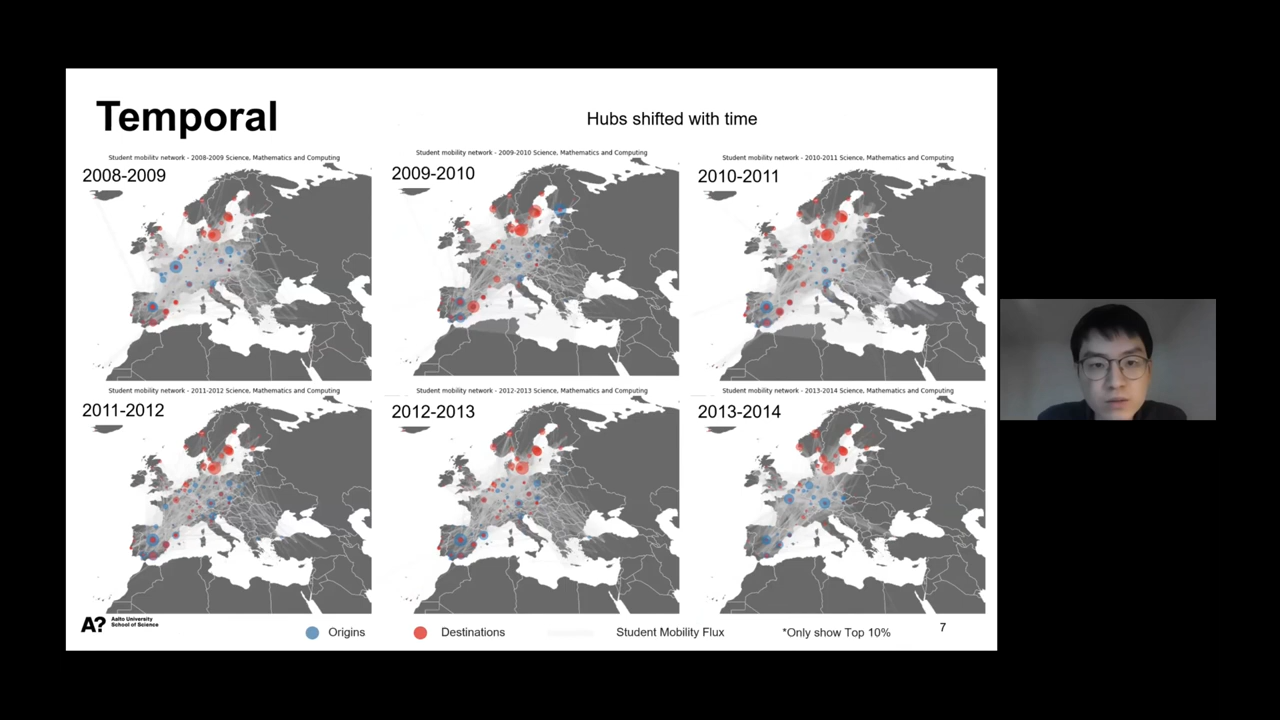 Temporal
Hubs shifted with time
Student mobility network - 2008-2009 Science, Mathematics and Computing
2008-2009
Student mobility network - 2009-2010 Science, Mathematics and Computing
2009-2010
Student mobility network - 2010-2011 Science, Mathematics and Computing
2010-2011
Student mobility network - 2011-2012 Science, Mathematics and Computing
2011-2012
Student mobility network - 2012-2013 Science, Mathematics and Computing
2012-2013
Student mobility network - 2013-2014 Science, Mathematics and Computing
2013-2014
A?
Aalto University
School of Science
Origins
Destinations
Student Mobility Flux
*Only show Top 10%
7